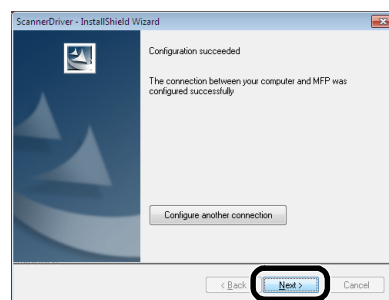 ScannerDriver - InstallShield Wizard
Configuration succeeded
The connection between your computer and MFP was
configured successfully
Configure another connection
< Back Next > Cancel